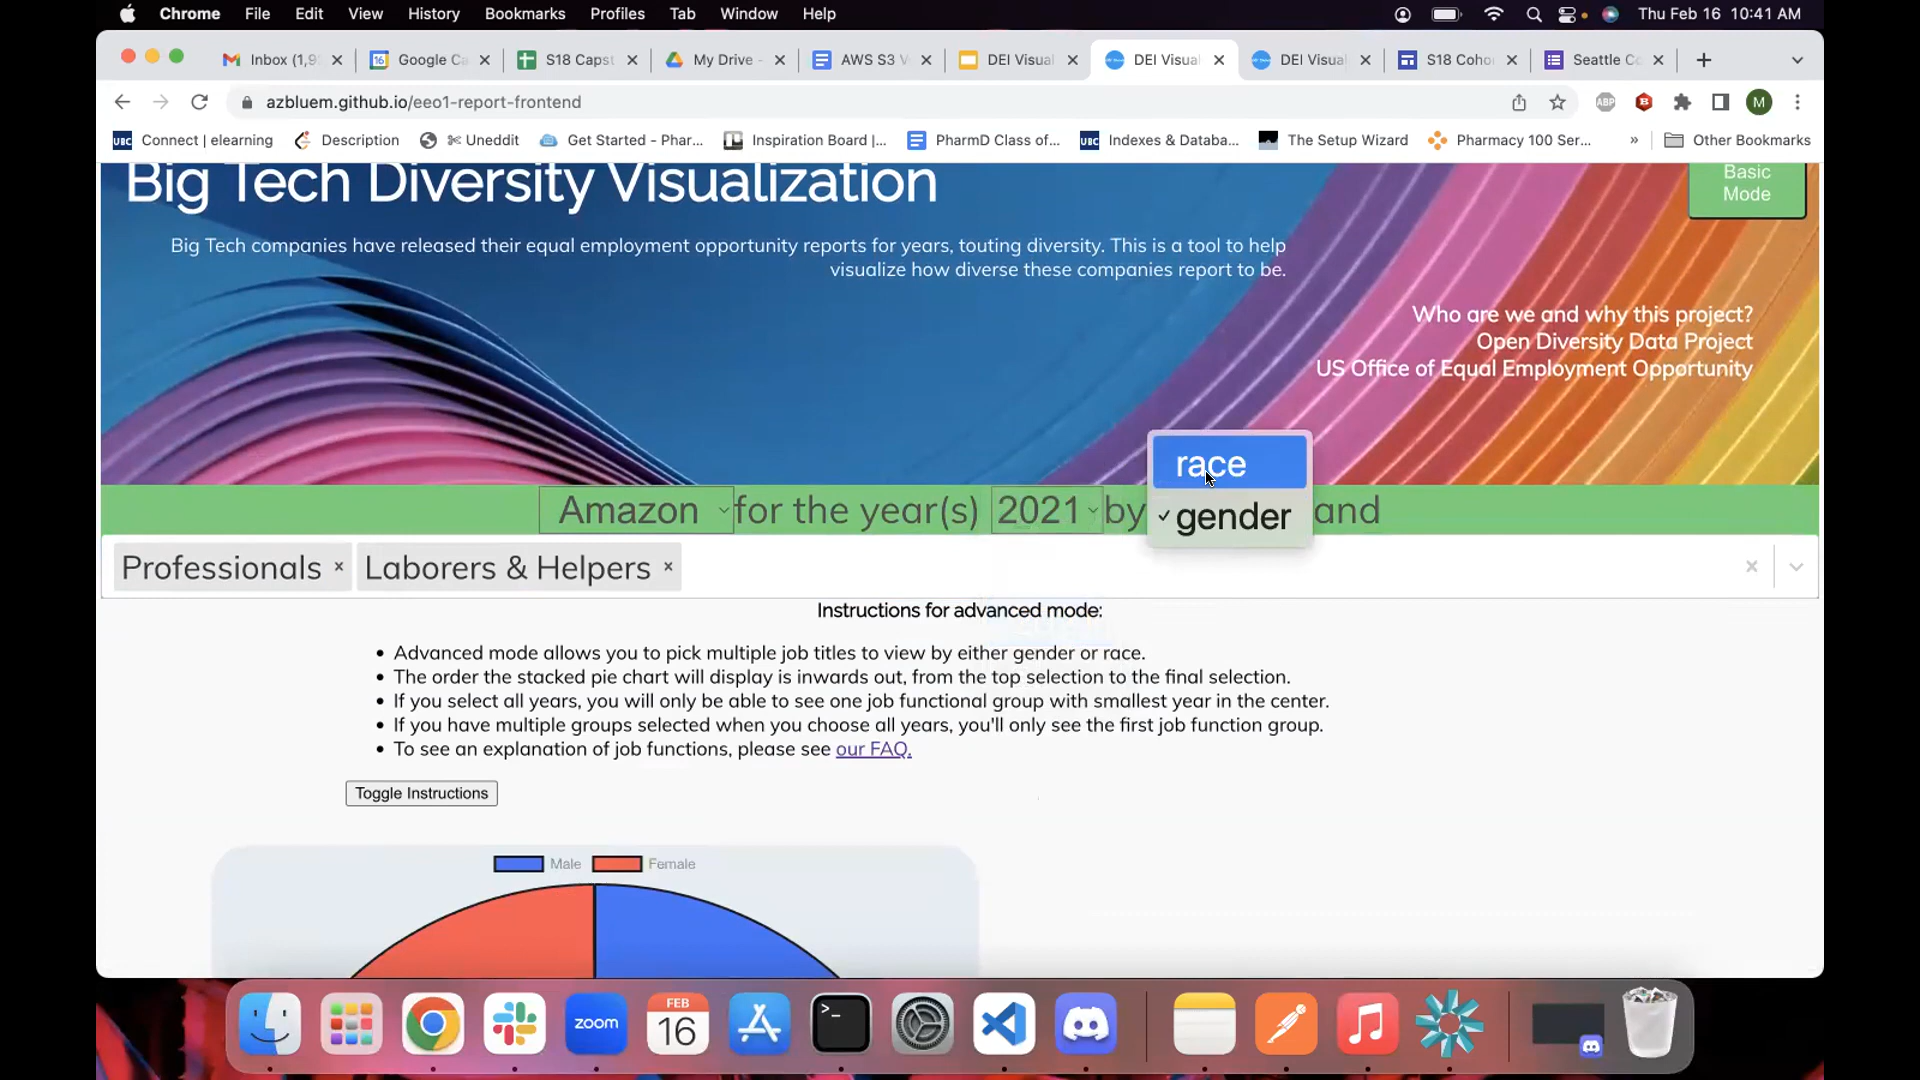 Chrome File Edit View History Bookmarks Profiles Tab Window Help Thu Feb 16 10:41 AM
Inbox (1,9 Google Ca S18 Capst My Drive - AWS S3 V DEI Visual DEI Visual DEI Visual S18 Coho Seattle Co
azbluem.github.io/eeo1-report-frontend ABP B M
UBC Connect | elearning Description Uneddit Get Started - Phar... Inspiration Board |... PharmD Class of... UBC Indexes & Databa... The Setup Wizard Pharmacy 100 Ser... » Other Bookmarks
Big Tech Diversity Visualization
Basic
Mode
Big Tech companies have released their equal employment opportunity reports for years, touting diversity. This is a tool to help
visualize how diverse these companies report to be.
Who are we and why this project?
Open Diversity Data Project
US Office of Equal Employment Opportunity
race
Amazon for the year(s) 2021 by ✓ gender and
Professionals × Laborers & Helpers ×
Instructions for advanced mode:
• Advanced mode allows you to pick multiple job titles to view by either gender or race.
• The order the stacked pie chart will display is inwards out, from the top selection to the final selection.
• If you select all years, you will only be able to see one job functional group with smallest year in the center.
• If you have multiple groups selected when you choose all years, you'll only see the first job function group.
• To see an explanation of job functions, please see our FAQ.
Toggle Instructions
Male Female
zoom FEB
16